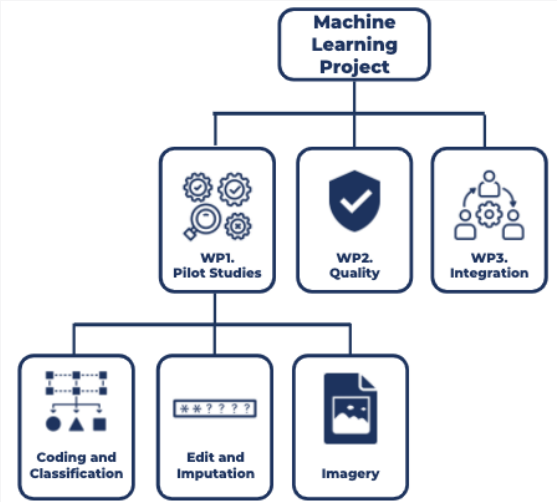 Machine
Learning
Project
WP1.
Pilot Studies
WP2.
Quality
WP3.
Integration
Coding and
Classification
**????
Edit and
Imputation
Imagery